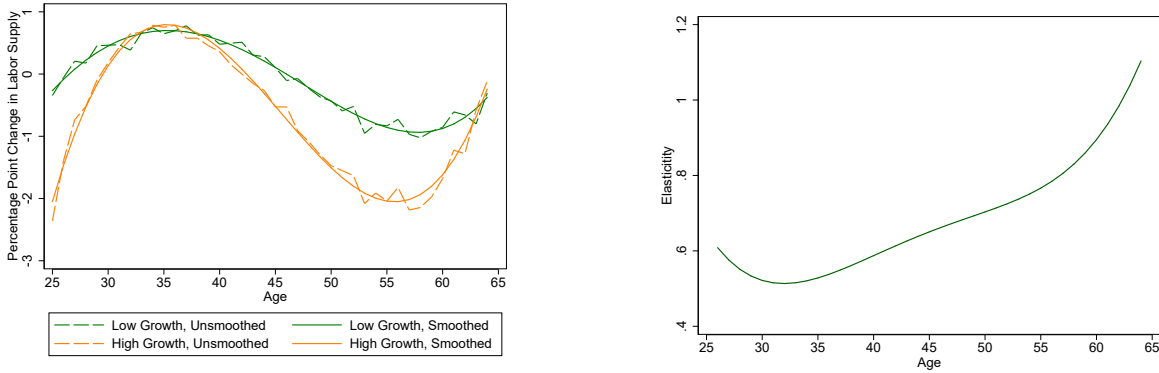 Percentage Point Change in Labor Supply
1
0
-1
-2
-3
25 30 35 40 45 50 55 60 65
Age
Low Growth, Unsmoothed Low Growth, Smoothed
High Growth, Unsmoothed High Growth, Smoothed
Elasticitity
1.2
1
.8
.6
.4
25 30 35 40 45 50 55 60 65
Age